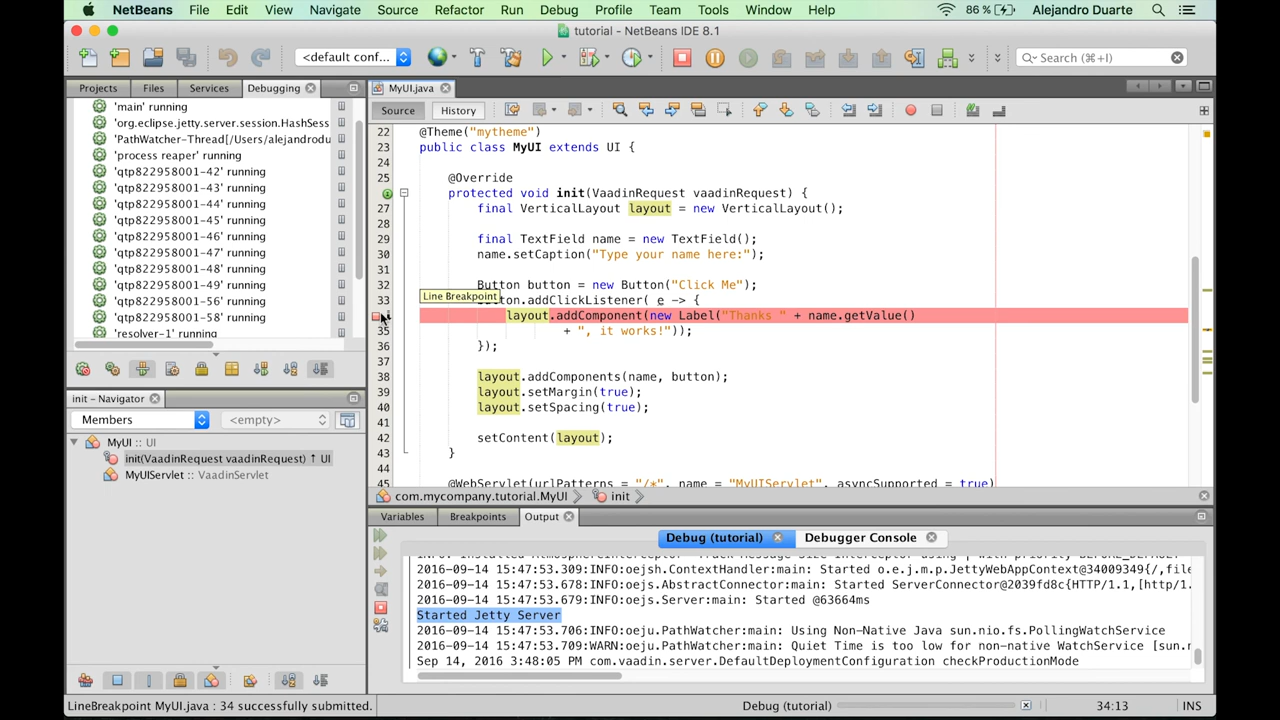 NetBeans File Edit View Navigate Source Refactor Run Debug Profile Team Tools Window Help 86 % Alejandro Duarte
tutorial - NetBeans IDE 8.1
<default conf... Search (⌘+I)
Projects Files Services Debugging
'main' running
'org.eclipse.jetty.server.session.HashSess
'PathWatcher-Thread[/Users/alejandrodu
'process reaper' running
'qtp822958001-42' running
'qtp822958001-43' running
'qtp822958001-44' running
'qtp822958001-45' running
'qtp822958001-46' running
'qtp822958001-47' running
'qtp822958001-48' running
'qtp822958001-49' running
'qtp822958001-56' running
'qtp822958001-58' running
'resolver-1' running
init - Navigator
Members <empty>
MyUI :: UI
init(VaadinRequest vaadinRequest) ↑ UI
MyUIServlet :: VaadinServlet
MyUI.java
Source History
22 @Theme("mytheme")
23 public class MyUI extends UI {
24
25 @Override
protected void init(VaadinRequest vaadinRequest) {
27 final VerticalLayout layout = new VerticalLayout();
28
29 final TextField name = new TextField();
30 name.setCaption("Type your name here:");
31
32 Button button = new Button("Click Me");
Line Breakpoint
33 .addClickListener( e -> {
layout.addComponent(new Label("Thanks " + name.getValue()
35 + ", it works!"));
36 });
37
38 layout.addComponents(name, button);
39 layout.setMargin(true);
40 layout.setSpacing(true);
41
42 setContent(layout);
43 }
44
45 @WebServlet(urlPatterns = "/*", name = "MyUIServlet", asyncSupported = true)
com.mycompany.tutorial.MyUI init
Variables Breakpoints Output
Debug (tutorial) Debugger Console
2016-09-14 15:47:53.309:INFO:oejsh.ContextHandler:main: Started o.e.j.m.p.JettyWebAppContext@34009349{/,file
2016-09-14 15:47:53.678:INFO:oejs.AbstractConnector:main: Started ServerConnector@2039fd8c{HTTP/1.1,[http/1.
2016-09-14 15:47:53.679:INFO:oejs.Server:main: Started @63664ms
Started Jetty Server
2016-09-14 15:47:53.706:INFO:oeju.PathWatcher:main: Using Non-Native Java sun.nio.fs.PollingWatchService
2016-09-14 15:47:53.709:WARN:oeju.PathWatcher:main: Quiet Time is too low for non-native WatchService [sun.n
Sep 14, 2016 3:48:05 PM com.vaadin.server.DefaultDeploymentConfiguration checkProductionMode
LineBreakpoint MyUI.java : 34 successfully submitted. Debug (tutorial) 34:13 INS